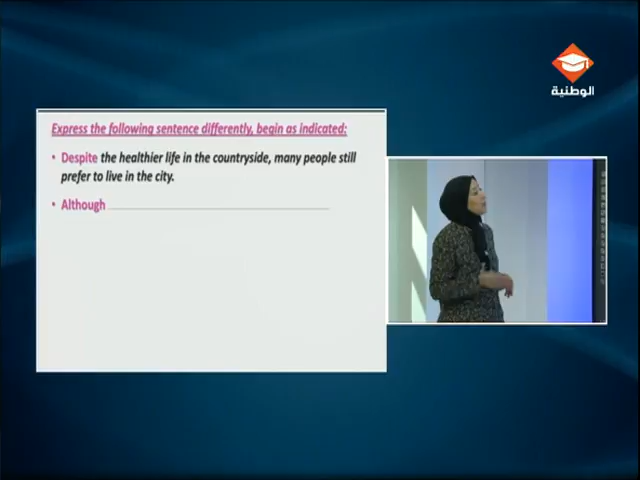 الوطنية
Express the following sentence differently, begin as indicated:
• Despite the healthier life in the countryside, many people still
prefer to live in the city.
• Although